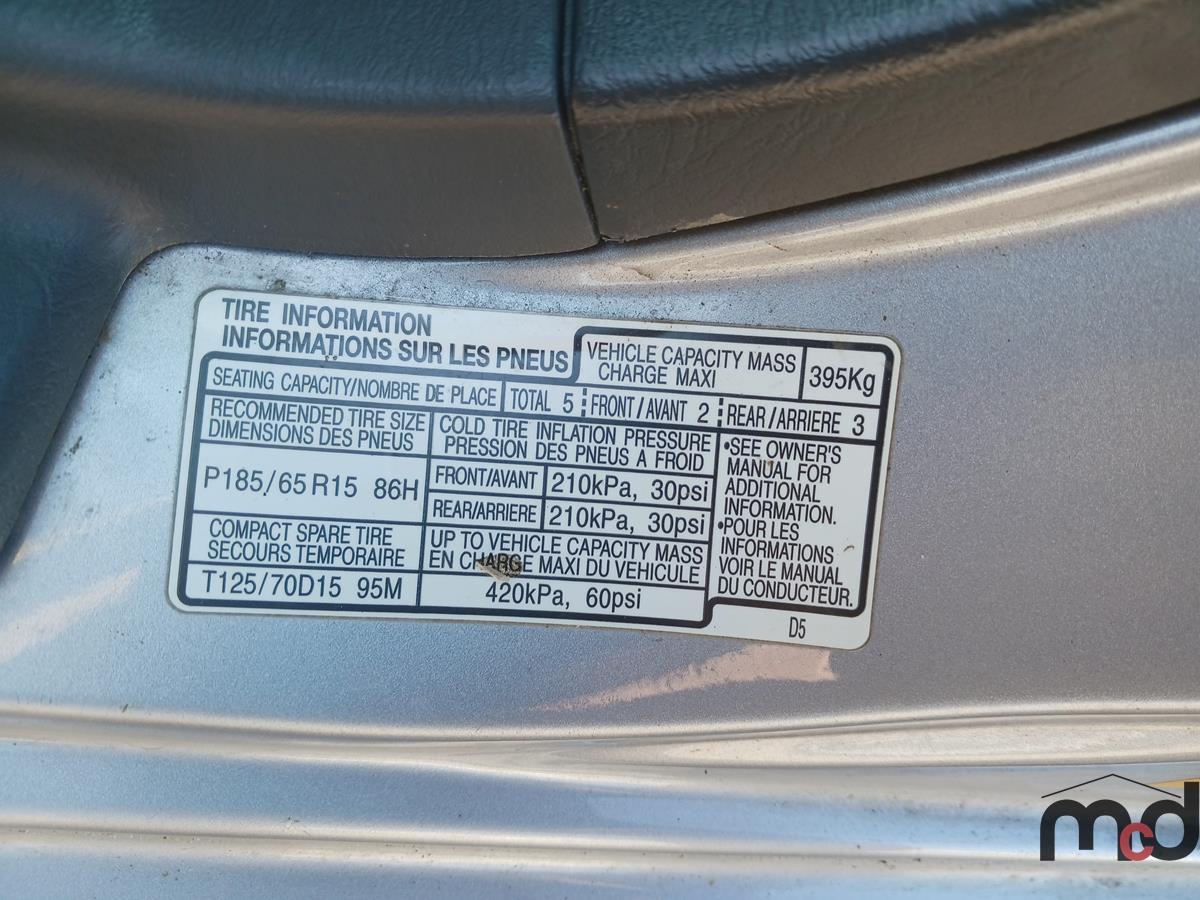 TIRE INFORMATION
INFORMATIONS SUR LES PNEUS
VEHICLE CAPACITY MASS
CHARGE MAXI
395Kg
SEATING CAPACITY/NOMBRE DE PLACE
TOTAL 5
FRONT/AVANT 2
REAR/ARRIERE 3
RECOMMENDED TIRE SIZE
DIMENSIONS DES PNEUS
COLD TIRE INFLATION PRESSURE
PRESSION DES PNEUS A FROID
P185/65R15 86H
FRONT/AVANT
210kPa, 30psi
REAR/ARRIERE
210kPa, 30psi
COMPACT SPARE TIRE
SECOURS TEMPORAIRE
UP TO VEHICLE CAPACITY MASS
EN CHARGE MAXI DU VEHICULE
T125/70D15 95M
420kPa, 60psi
•SEE OWNER'S
MANUAL FOR
ADDITIONAL
INFORMATION.
•POUR LES
INFORMATIONS
VOIR LE MANUAL
DU CONDUCTEUR.
D5
mcd